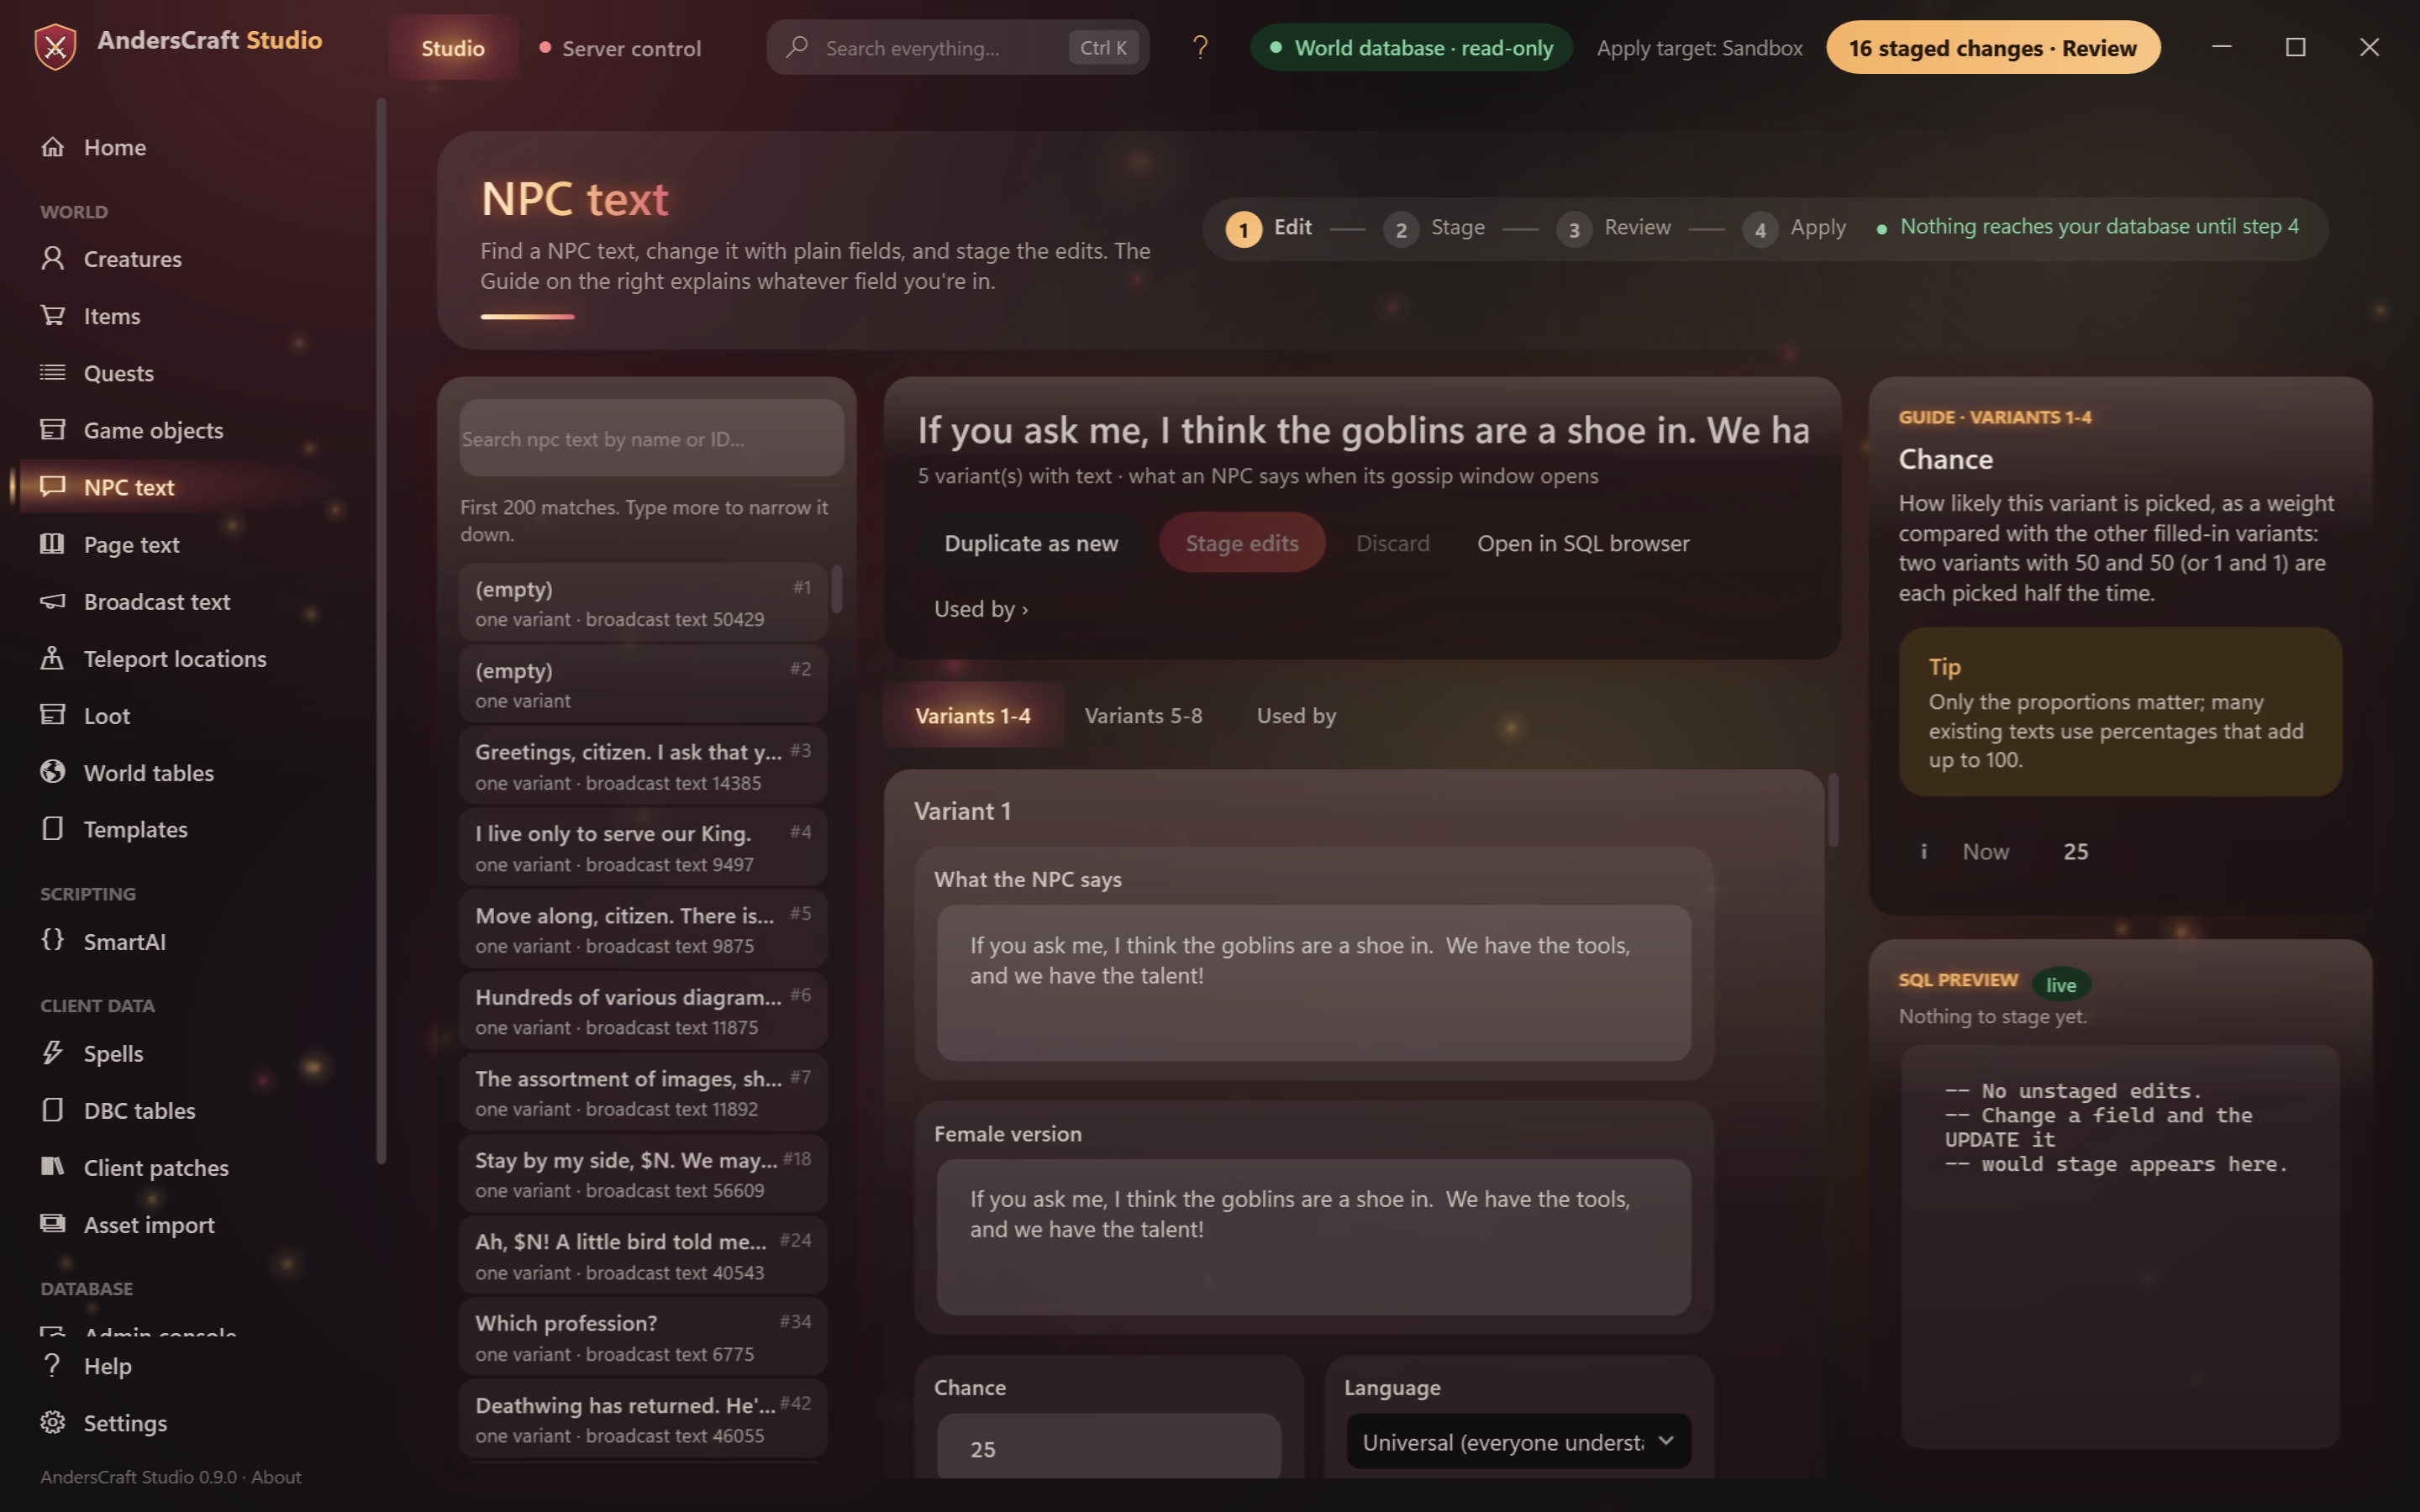 AndersCraft Studio
Studio
Server control
Search everything...
Ctrl K
?
World database · read-only
Apply target: Sandbox
16 staged changes · Review
Home
WORLD
Creatures
Items
Quests
Game objects
NPC text
Page text
Broadcast text
Teleport locations
Loot
World tables
Templates
SCRIPTING
SmartAI
CLIENT DATA
Spells
DBC tables
Client patches
Asset import
DATABASE
Admin console
Help
Settings
AndersCraft Studio 0.9.0 · About
NPC text
Find a NPC text, change it with plain fields, and stage the edits. The
Guide on the right explains whatever field you're in.
1 Edit
2 Stage
3 Review
4 Apply
Nothing reaches your database until step 4
Search npc text by name or ID...
First 200 matches. Type more to narrow it
down.
(empty) #1
one variant · broadcast text 50429
(empty) #2
one variant
Greetings, citizen. I ask that y... #3
one variant · broadcast text 14385
I live only to serve our King. #4
one variant · broadcast text 9497
Move along, citizen. There is... #5
one variant · broadcast text 9875
Hundreds of various diagram... #6
one variant · broadcast text 11875
The assortment of images, sh... #7
one variant · broadcast text 11892
Stay by my side, $N. We may... #18
one variant · broadcast text 56609
Ah, $N! A little bird told me... #24
one variant · broadcast text 40543
Which profession? #34
one variant · broadcast text 6775
Deathwing has returned. He'... #42
one variant · broadcast text 46055
If you ask me, I think the goblins are a shoe in. We ha
5 variant(s) with text · what an NPC says when its gossip window opens
Duplicate as new
Stage edits
Discard
Open in SQL browser
Used by ›
Variants 1-4
Variants 5-8
Used by
Variant 1
What the NPC says
If you ask me, I think the goblins are a shoe in.  We have the tools,
and we have the talent!
Female version
If you ask me, I think the goblins are a shoe in.  We have the tools,
and we have the talent!
Chance
25
Language
Universal (everyone understa
GUIDE · VARIANTS 1-4
Chance
How likely this variant is picked, as a weight
compared with the other filled-in variants:
two variants with 50 and 50 (or 1 and 1) are
each picked half the time.
Tip
Only the proportions matter; many
existing texts use percentages that add
up to 100.
i Now 25
SQL PREVIEW live
Nothing to stage yet.
-- No unstaged edits.
-- Change a field and the
UPDATE it
-- would stage appears here.